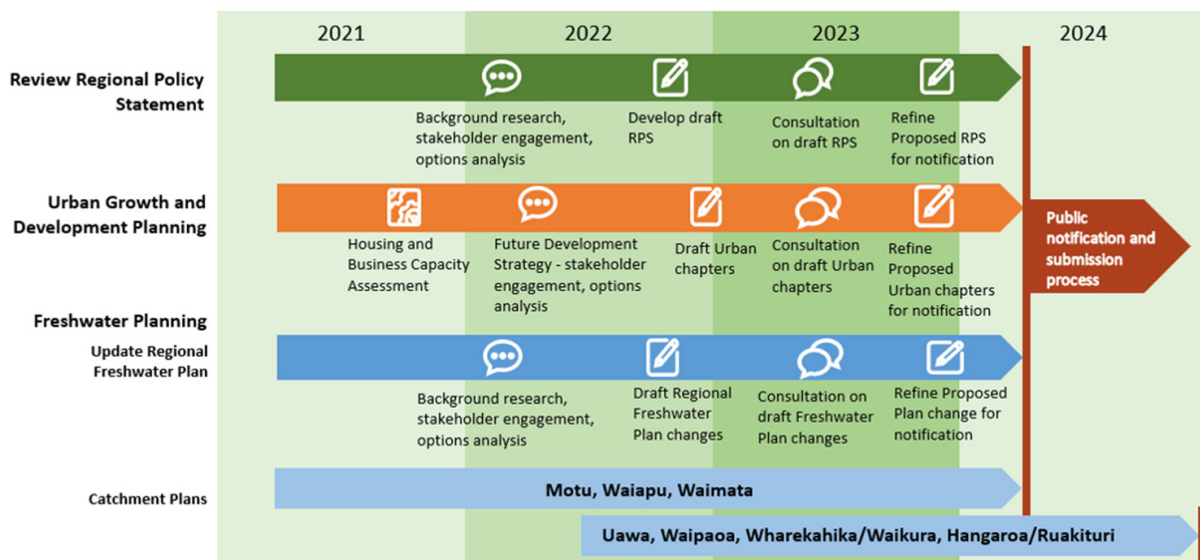 2021 2022 2023 2024
Review Regional Policy
Statement
Background research,
stakeholder engagement,
options analysis
Develop draft
RPS
Consultation
on draft RPS
Refine
Proposed RPS
for notification
Urban Growth and
Development Planning
Housing and
Business Capacity
Assessment
Future Development
Strategy - stakeholder
engagement, options
analysis
Draft Urban
chapters
Consultation
on draft Urban
chapters
Refine
Proposed
Urban chapters
for notification
Public
notification and
submission
process
Freshwater Planning
Update Regional
Freshwater Plan
Background research,
stakeholder engagement,
options analysis
Draft Regional
Freshwater
Plan changes
Consultation on
draft Freshwater
Plan changes
Refine Proposed
Plan change for
notification
Catchment Plans
Motu, Waiapu, Waimata
Uawa, Waipaoa, Wharekahika/Waikura, Hangaroa/Ruakituri